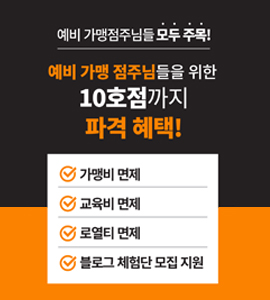 예비 가맹점주님들 모두 주목!
예비 가맹 점주님들을 위한
10호점까지
파격 혜택!
가맹비 면제
교육비 면제
로열티 면제
블로그 체험단 모집 지원